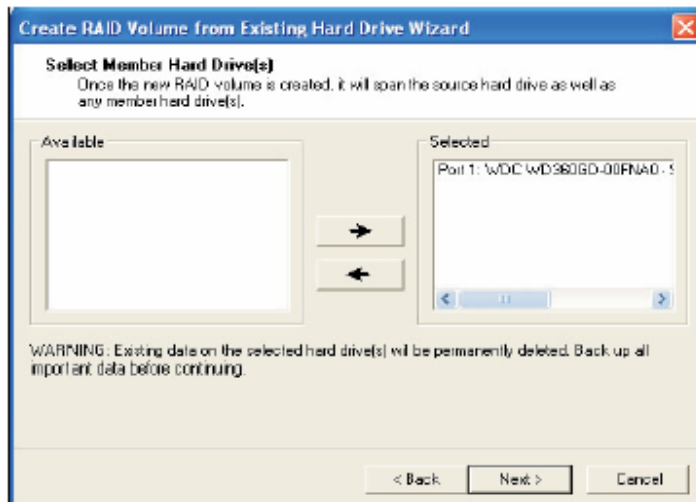 Create RAID Volume from Existing Hard Drive Wizard
Select Member Hard Drive(s)
Once the new RAID volume is created, it will span the source hard drive as well as
any member hard drive(s).
Available
Selected
Port 1: WDC WD360GD-00FNA0 - S
WARNING: Existing data on the selected hard drive(s) will be permanently deleted. Back up all
important data before continuing.
< Back
Next >
Cancel